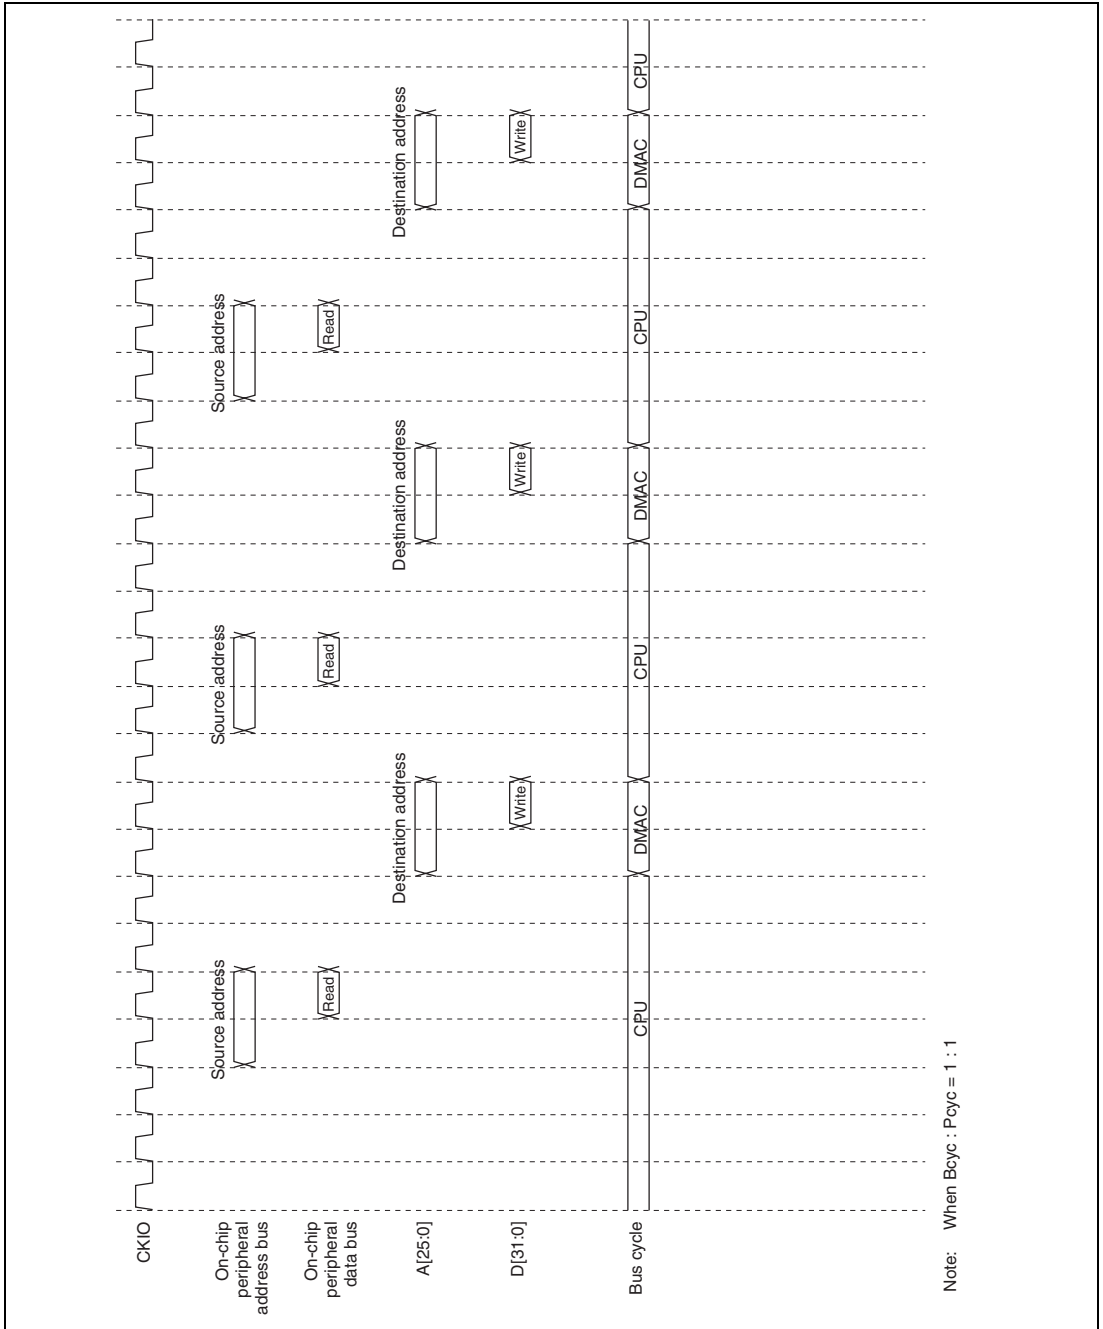 CKIO
On-chip
peripheral
address bus
Source address
Source address
Source address
On-chip
peripheral
data bus
Read
Read
Read
A[25:0]
Destination address
Destination address
Destination address
D[31:0]
Write
Write
Write
Bus cycle
CPU
DMAC
CPU
DMAC
CPU
DMAC
CPU
Note: When Bcyc : Pcyc = 1 : 1